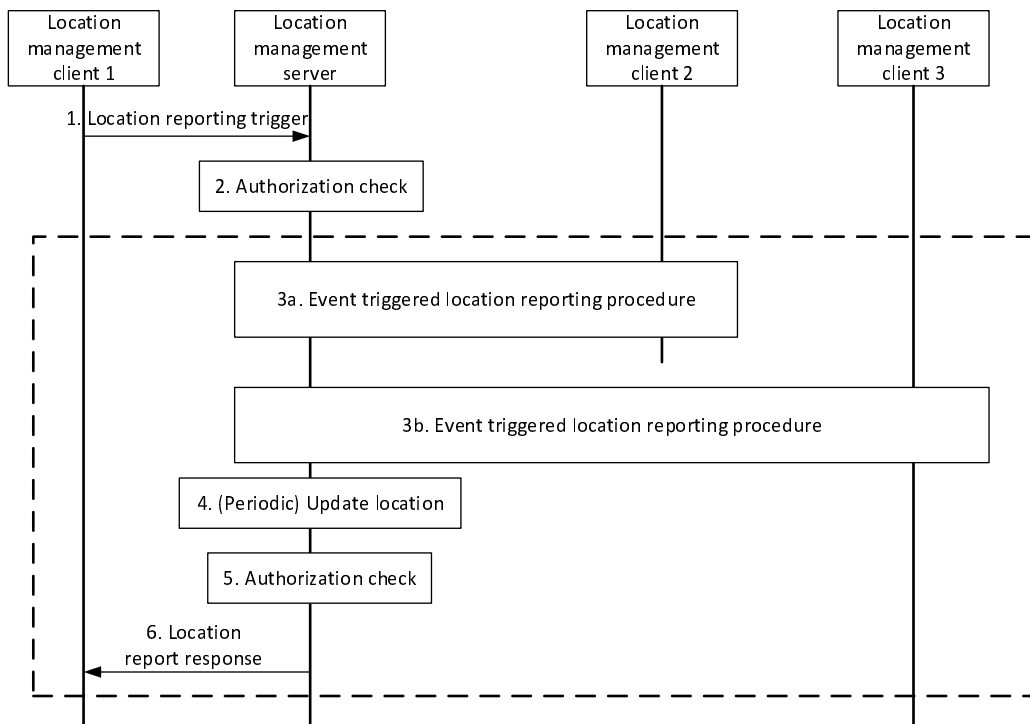 Location
management
client 1
Location
management
server
Location
management
client 2
Location
management
client 3
1. Location reporting trigger
2. Authorization check
3a. Event triggered location reporting procedure
3b. Event triggered location reporting procedure
4. (Periodic) Update location
5. Authorization check
6. Location
report response